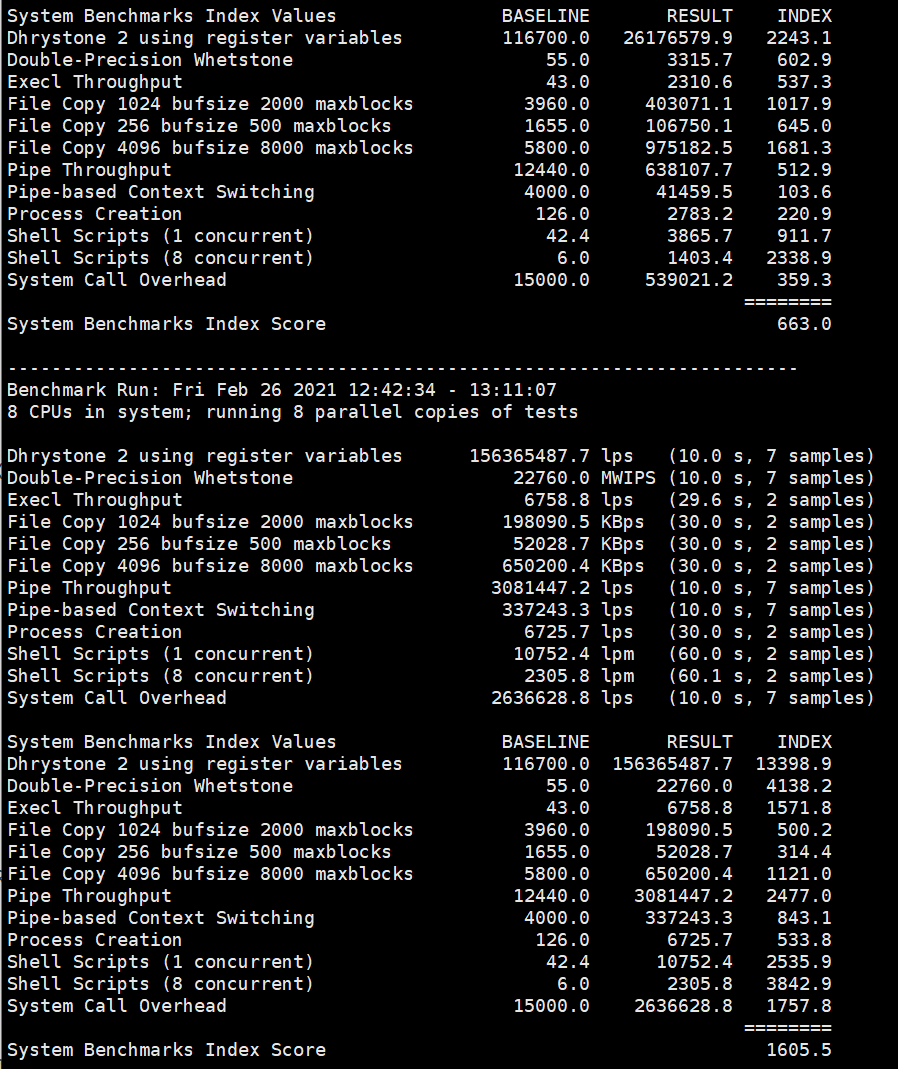 System Benchmarks Index Values               BASELINE       RESULT    INDEX
Dhrystone 2 using register variables         116700.0   26176579.9   2243.1
Double-Precision Whetstone                       55.0       3315.7    602.9
Execl Throughput                                 43.0       2310.6    537.3
File Copy 1024 bufsize 2000 maxblocks          3960.0     403071.1   1017.9
File Copy 256 bufsize 500 maxblocks            1655.0     106750.1    645.0
File Copy 4096 bufsize 8000 maxblocks          5800.0     975182.5   1681.3
Pipe Throughput                               12440.0     638107.7    512.9
Pipe-based Context Switching                   4000.0      41459.5    103.6
Process Creation                                126.0       2783.2    220.9
Shell Scripts (1 concurrent)                     42.4       3865.7    911.7
Shell Scripts (8 concurrent)                      6.0       1403.4   2338.9
System Call Overhead                          15000.0     539021.2    359.3
                                                                   ========
System Benchmarks Index Score                                         663.0

------------------------------------------------------------------------
Benchmark Run: Fri Feb 26 2021 12:42:34 - 13:11:07
8 CPUs in system; running 8 parallel copies of tests

Dhrystone 2 using register variables      156365487.7 lps   (10.0 s, 7 samples)
Double-Precision Whetstone                    22760.0 MWIPS (10.0 s, 7 samples)
Execl Throughput                               6758.8 lps   (29.6 s, 2 samples)
File Copy 1024 bufsize 2000 maxblocks        198090.5 KBps  (30.0 s, 2 samples)
File Copy 256 bufsize 500 maxblocks           52028.7 KBps  (30.0 s, 2 samples)
File Copy 4096 bufsize 8000 maxblocks        650200.4 KBps  (30.0 s, 2 samples)
Pipe Throughput                             3081447.2 lps   (10.0 s, 7 samples)
Pipe-based Context Switching                 337243.3 lps   (10.0 s, 7 samples)
Process Creation                               6725.7 lps   (30.0 s, 2 samples)
Shell Scripts (1 concurrent)                  10752.4 lpm   (60.0 s, 2 samples)
Shell Scripts (8 concurrent)                   2305.8 lpm   (60.1 s, 2 samples)
System Call Overhead                        2636628.8 lps   (10.0 s, 7 samples)

System Benchmarks Index Values               BASELINE       RESULT    INDEX
Dhrystone 2 using register variables         116700.0  156365487.7  13398.9
Double-Precision Whetstone                       55.0      22760.0   4138.2
Execl Throughput                                 43.0       6758.8   1571.8
File Copy 1024 bufsize 2000 maxblocks          3960.0     198090.5    500.2
File Copy 256 bufsize 500 maxblocks            1655.0      52028.7    314.4
File Copy 4096 bufsize 8000 maxblocks          5800.0     650200.4   1121.0
Pipe Throughput                               12440.0    3081447.2   2477.0
Pipe-based Context Switching                   4000.0     337243.3    843.1
Process Creation                                126.0       6725.7    533.8
Shell Scripts (1 concurrent)                     42.4      10752.4   2535.9
Shell Scripts (8 concurrent)                      6.0       2305.8   3842.9
System Call Overhead                          15000.0    2636628.8   1757.8
                                                                   ========
System Benchmarks Index Score                                        1605.5